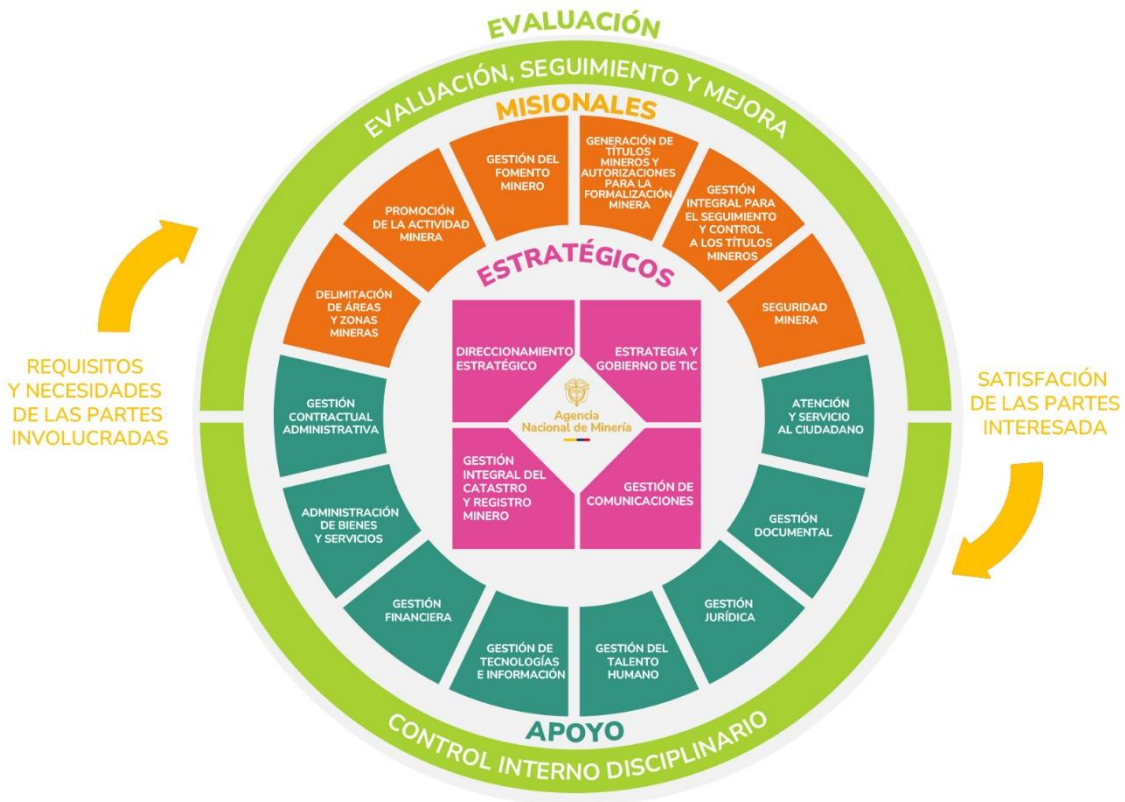 EVALUACIÓN
EVALUACIÓN, SEGUIMIENTO Y MEJORA
MISIONALES
DELIMITACIÓN
DE ÁREAS
Y ZONAS
MINERAS
PROMOCIÓN
DE LA ACTIVIDAD
MINERA
GESTIÓN DEL
FOMENTO
MINERO
GENERACIÓN DE
TÍTULOS
MINEROS Y
AUTORIZACIONES
PARA LA
FORMALIZACIÓN
MINERA
GESTIÓN
INTEGRAL PARA
EL SEGUIMIENTO
Y CONTROL
A LOS TÍTULOS
MINEROS
SEGURIDAD
MINERA
ESTRATÉGICOS
DIRECCIONAMIENTO
ESTRATÉGICO
ESTRATEGIA Y
GOBIERNO DE TIC
Agencia
Nacional de Minería
GESTIÓN
INTEGRAL DEL
CATASTRO
Y REGISTRO
MINERO
GESTIÓN DE
COMUNICACIONES
REQUISITOS
Y NECESIDADES
DE LAS PARTES
INVOLUCRADAS
SATISFACCIÓN
DE LAS PARTES
INTERESADA
GESTIÓN
CONTRACTUAL
ADMINISTRATIVA
ADMINISTRACIÓN
DE BIENES
Y SERVICIOS
GESTIÓN
FINANCIERA
GESTIÓN DE
TECNOLOGÍAS
E INFORMACIÓN
GESTIÓN DEL
TALENTO
HUMANO
GESTIÓN
JURÍDICA
GESTIÓN
DOCUMENTAL
ATENCIÓN
Y SERVICIO
AL CIUDADANO
APOYO
CONTROL INTERNO DISCIPLINARIO